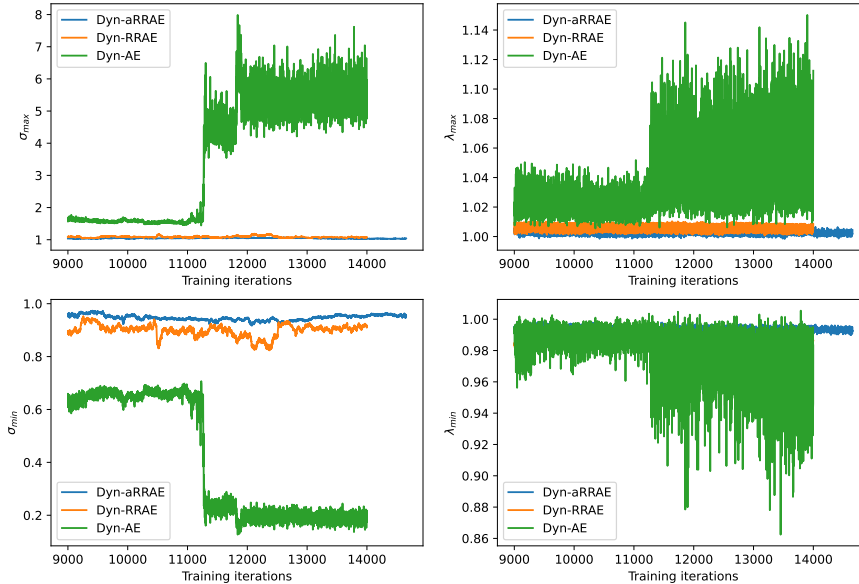 8
7
6
5
4
3
2
1
σmax
Dyn-aRRAE
Dyn-RRAE
Dyn-AE
9000 10000 11000 12000 13000 14000
Training iterations
1.14
1.12
1.10
1.08
1.06
1.04
1.02
1.00
λmax
Dyn-aRRAE
Dyn-RRAE
Dyn-AE
9000 10000 11000 12000 13000 14000
Training iterations
1.0
0.8
0.6
0.4
0.2
σmin
Dyn-aRRAE
Dyn-RRAE
Dyn-AE
9000 10000 11000 12000 13000 14000
Training iterations
1.00
0.98
0.96
0.94
0.92
0.90
0.88
0.86
λmin
Dyn-aRRAE
Dyn-RRAE
Dyn-AE
9000 10000 11000 12000 13000 14000
Training iterations